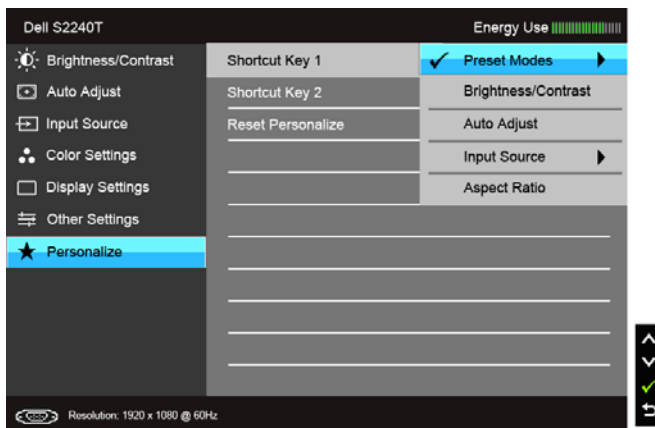 Dell S2240T
Energy Use
Brightness/Contrast
Auto Adjust
Input Source
Color Settings
Display Settings
Other Settings
Personalize
Shortcut Key 1
Shortcut Key 2
Reset Personalize
Preset Modes
Brightness/Contrast
Auto Adjust
Input Source
Aspect Ratio
Resolution: 1920 x 1080 @ 60Hz